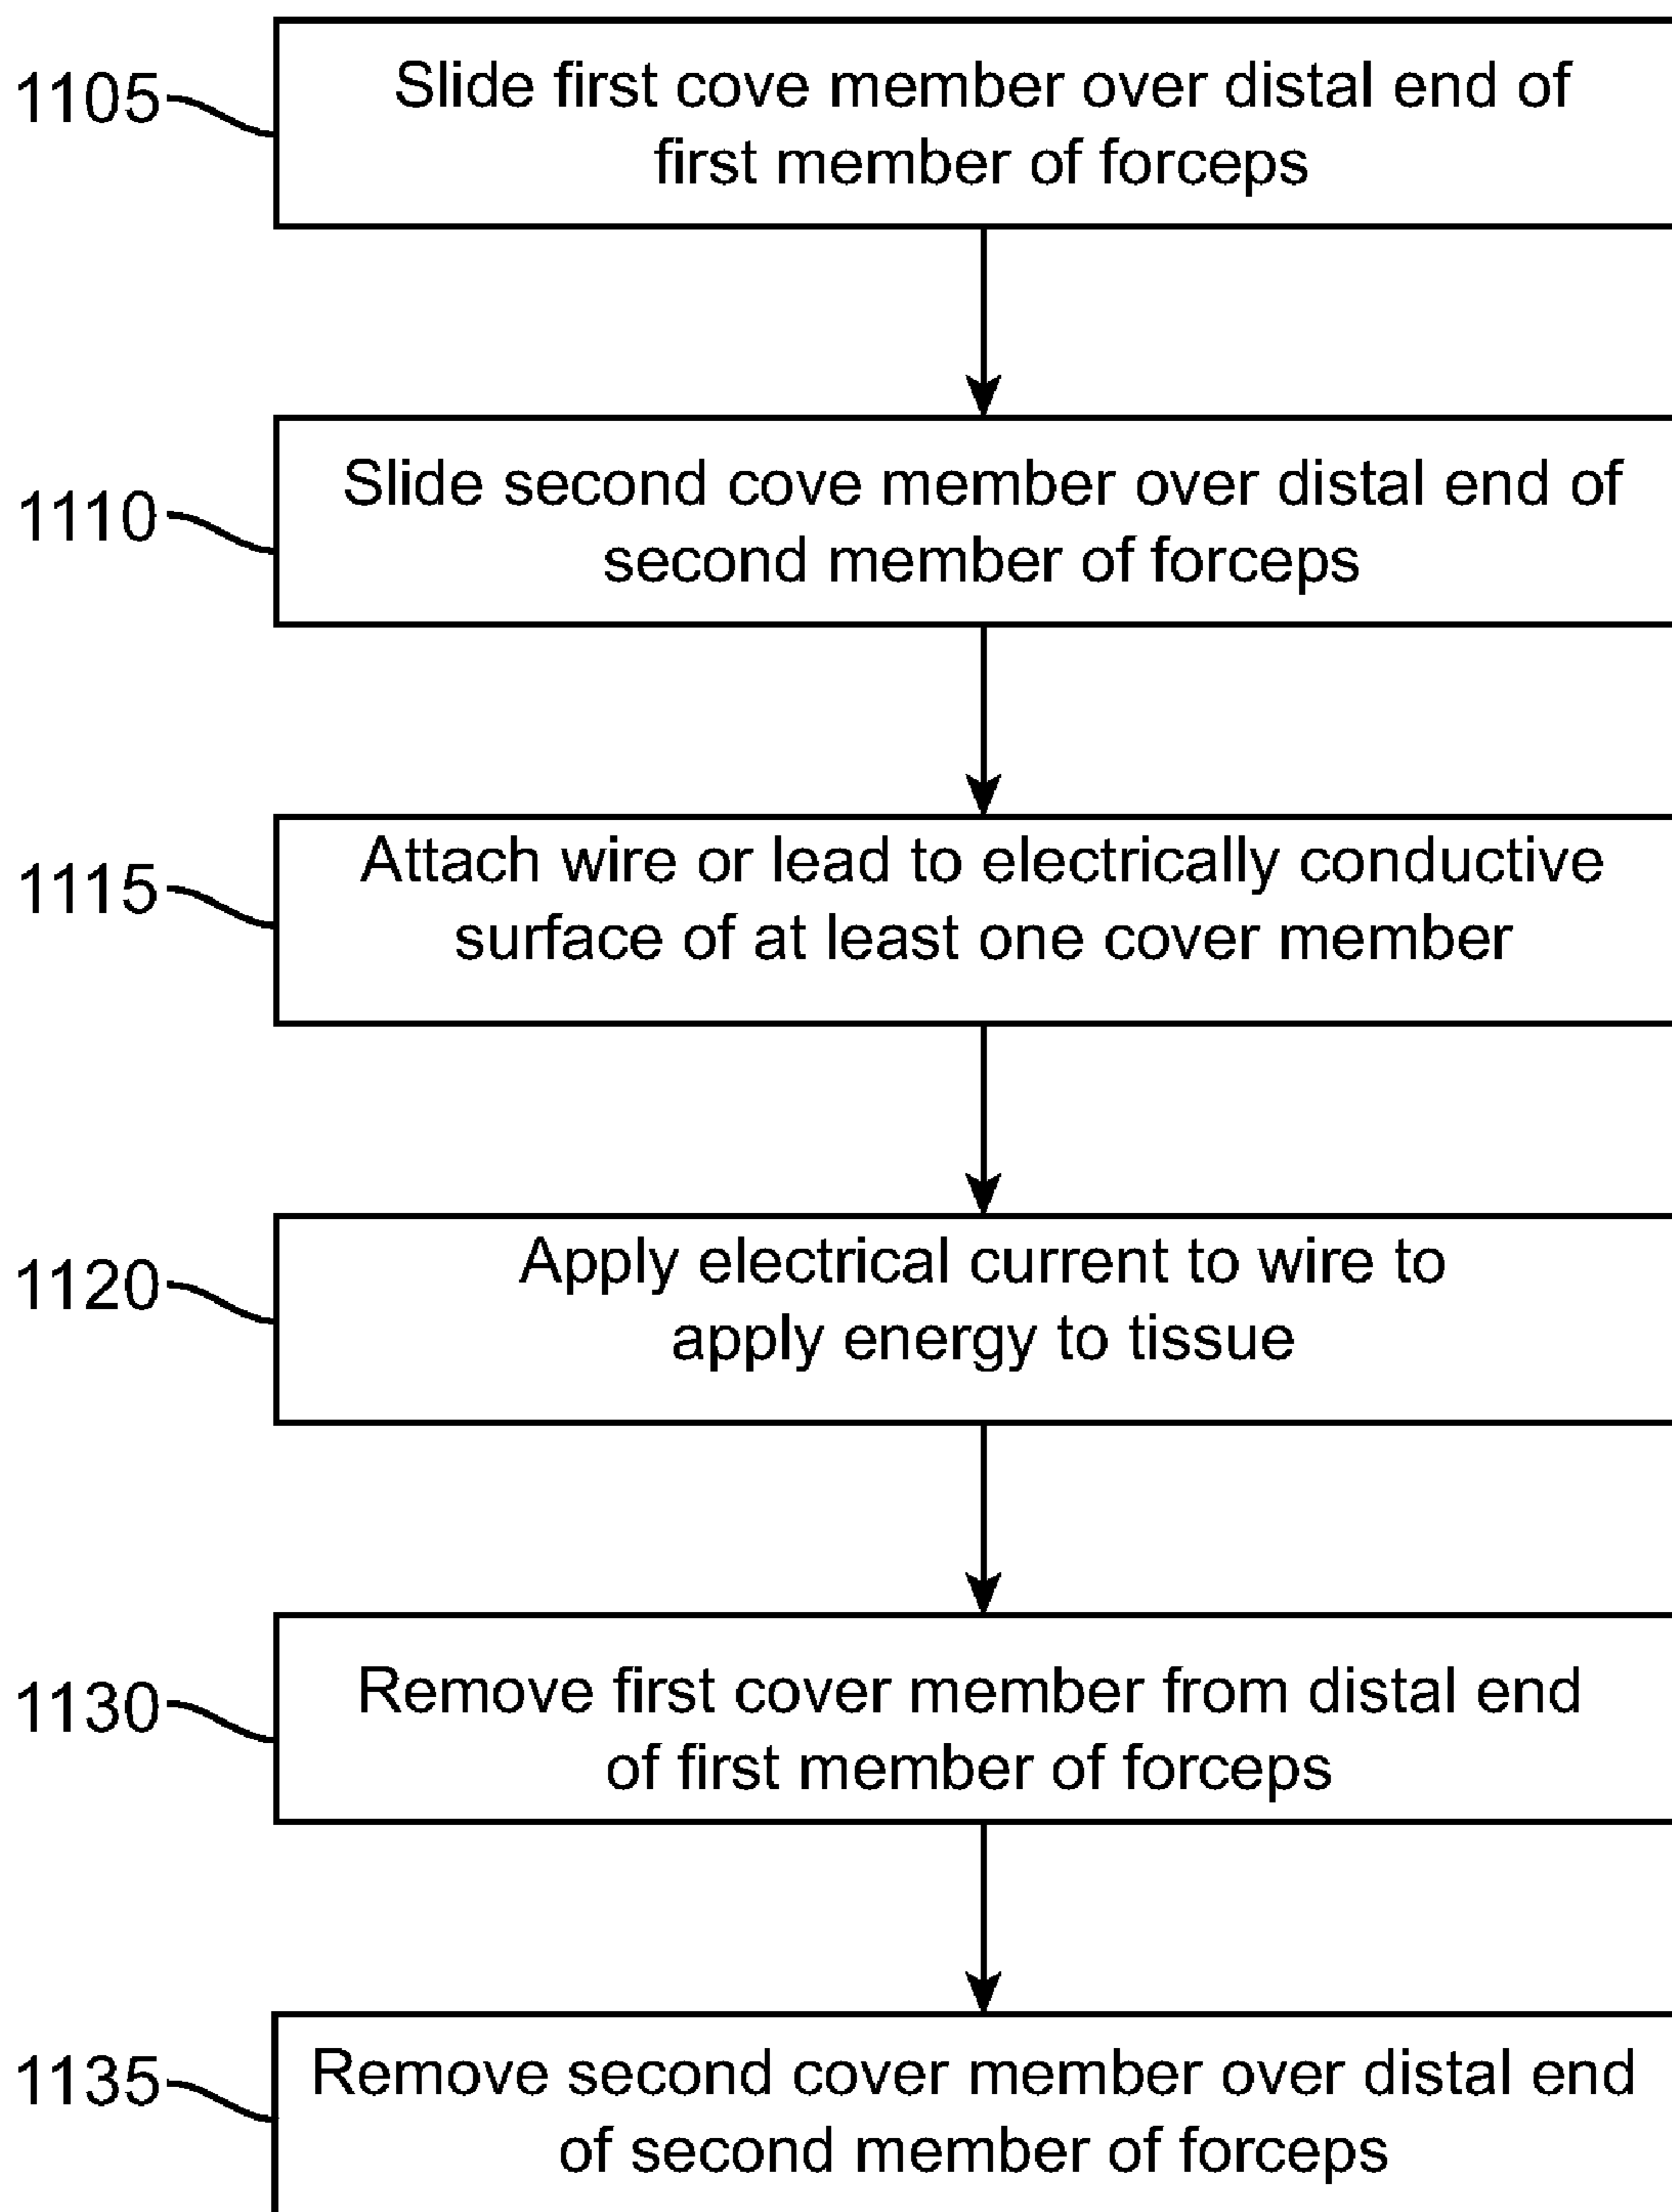 1105
Slide first cove member over distal end of
first member of forceps
1110
Slide second cove member over distal end of
second member of forceps
1115
Attach wire or lead to electrically conductive
surface of at least one cover member
1120
Apply electrical current to wire to
apply energy to tissue
1130
Remove first cover member from distal end
of first member of forceps
1135
Remove second cover member over distal end
of second member of forceps